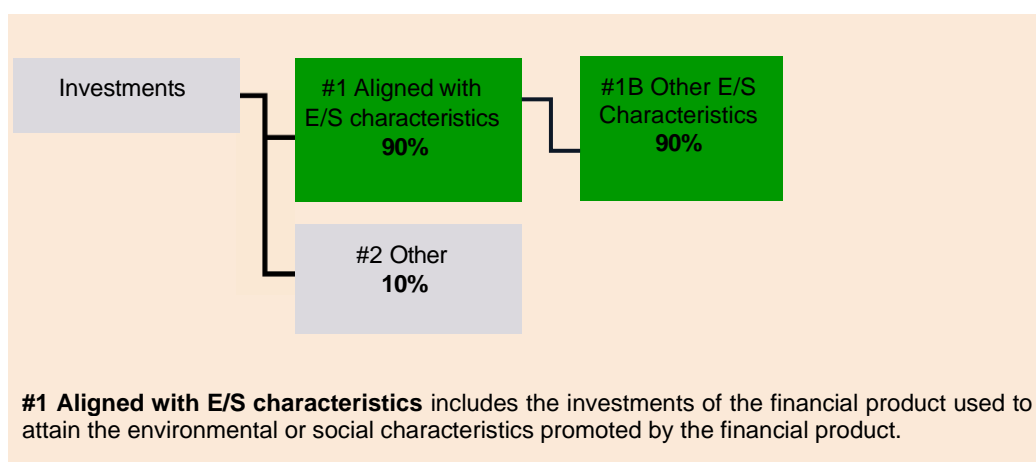 Investments
#1 Aligned with
E/S characteristics
90%
#1B Other E/S
Characteristics
90%
#2 Other
10%
#1 Aligned with E/S characteristics includes the investments of the financial product used to
attain the environmental or social characteristics promoted by the financial product.